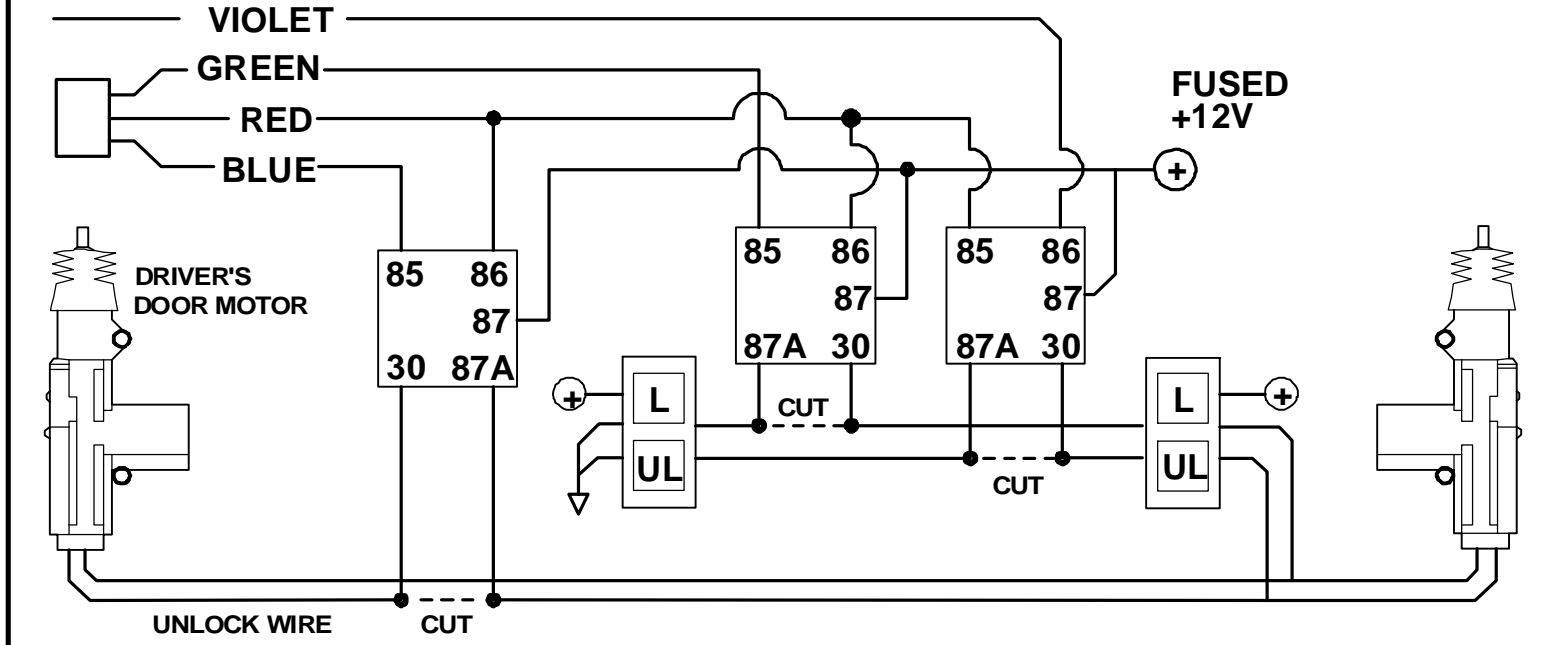 VIOLET
GREEN
RED
BLUE
FUSED
+12V
+
DRIVER'S
DOOR MOTOR
85 86
87
30 87A
85 86
87
87A 30
85 86
87
87A 30
+
L
UL
CUT
CUT
L
UL
+
UNLOCK WIRE
CUT